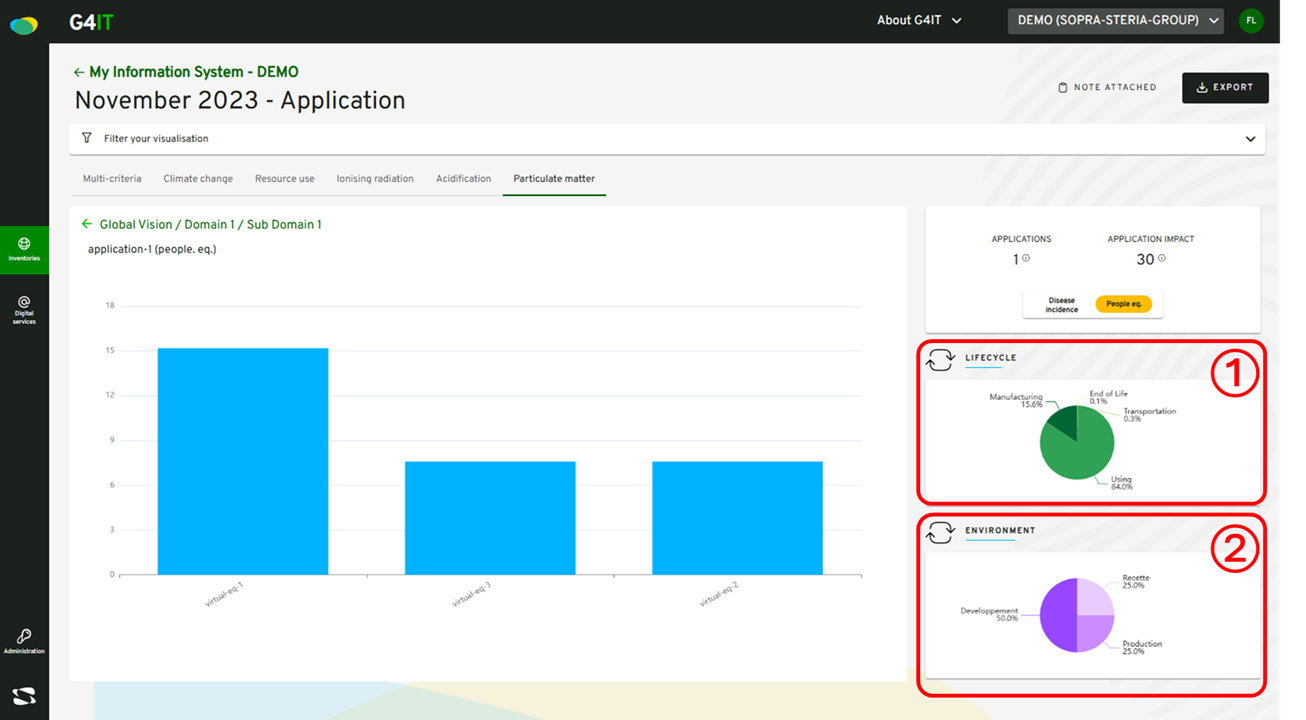 G4IT
About G4IT
DEMO (SOPRA-STERIA-GROUP)
FL
← My Information System - DEMO
November 2023 - Application
NOTE ATTACHED
EXPORT
Filter your visualisation
Multi-criteria
Climate change
Resource use
Ionising radiation
Acidification
Particulate matter
Inventories
Digital
services
Administration
← Global Vision / Domain 1 / Sub Domain 1
application-1 (people. eq.)
18
15
12
9
6
3
0
virtual-eq-1
virtual-eq-3
virtual-eq-2
APPLICATIONS
1
APPLICATION IMPACT
30
Disease
incidence
People eq.
LIFECYCLE
1
Manufacturing
15.6%
End of Life
0.1%
Transportation
0.3%
Using
84.0%
ENVIRONMENT
2
Recette
25.0%
Developpement
50.0%
Production
25.0%